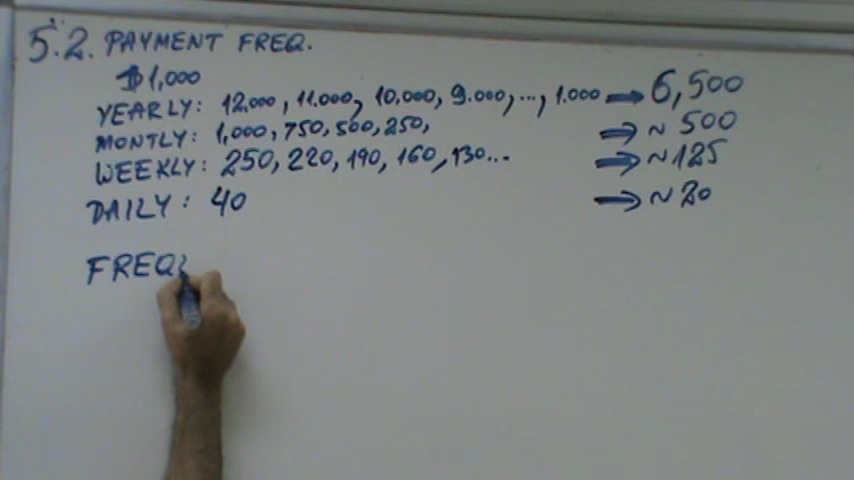 5.2. PAYMENT FREQ.
$1,000
YEARLY: 12.000, 11.000, 10.000, 9.000, ..., 1.000 → 6,500
MONTLY: 1,000, 750, 500, 250, ⇒ ~ 500
WEEKLY: 250, 220, 190, 160, 130... ⇒ ~125
DAILY: 40 ⇒ ~ 20
FREQ